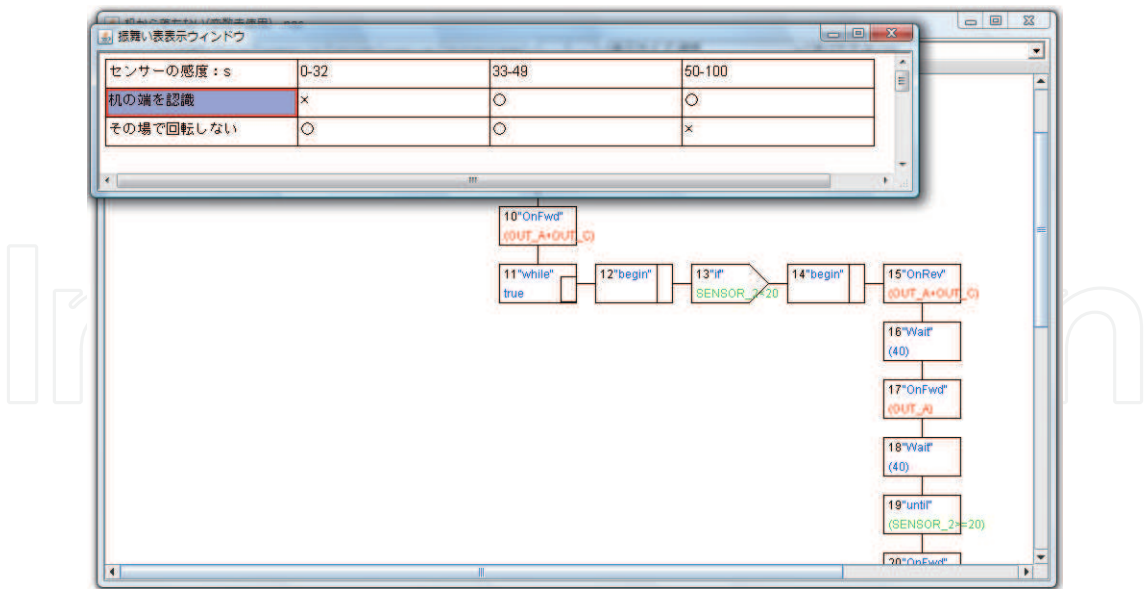 振舞い表表示ウィンドウ
センサーの感度：s 0-32 33-49 50-100
机の端を認識 × ○ ○
その場で回転しない ○ ○ ×
10"OnFwd"
(OUT_A+OUT_C)
11"while"
true
12"begin"
13"if"
SENSOR_2<20
14"begin"
15"OnRev"
(OUT_A+OUT_C)
16"Wait"
(40)
17"OnFwd"
(OUT_A)
18"Wait"
(40)
19"until"
(SENSOR_2>=20)
20"OnFwd"